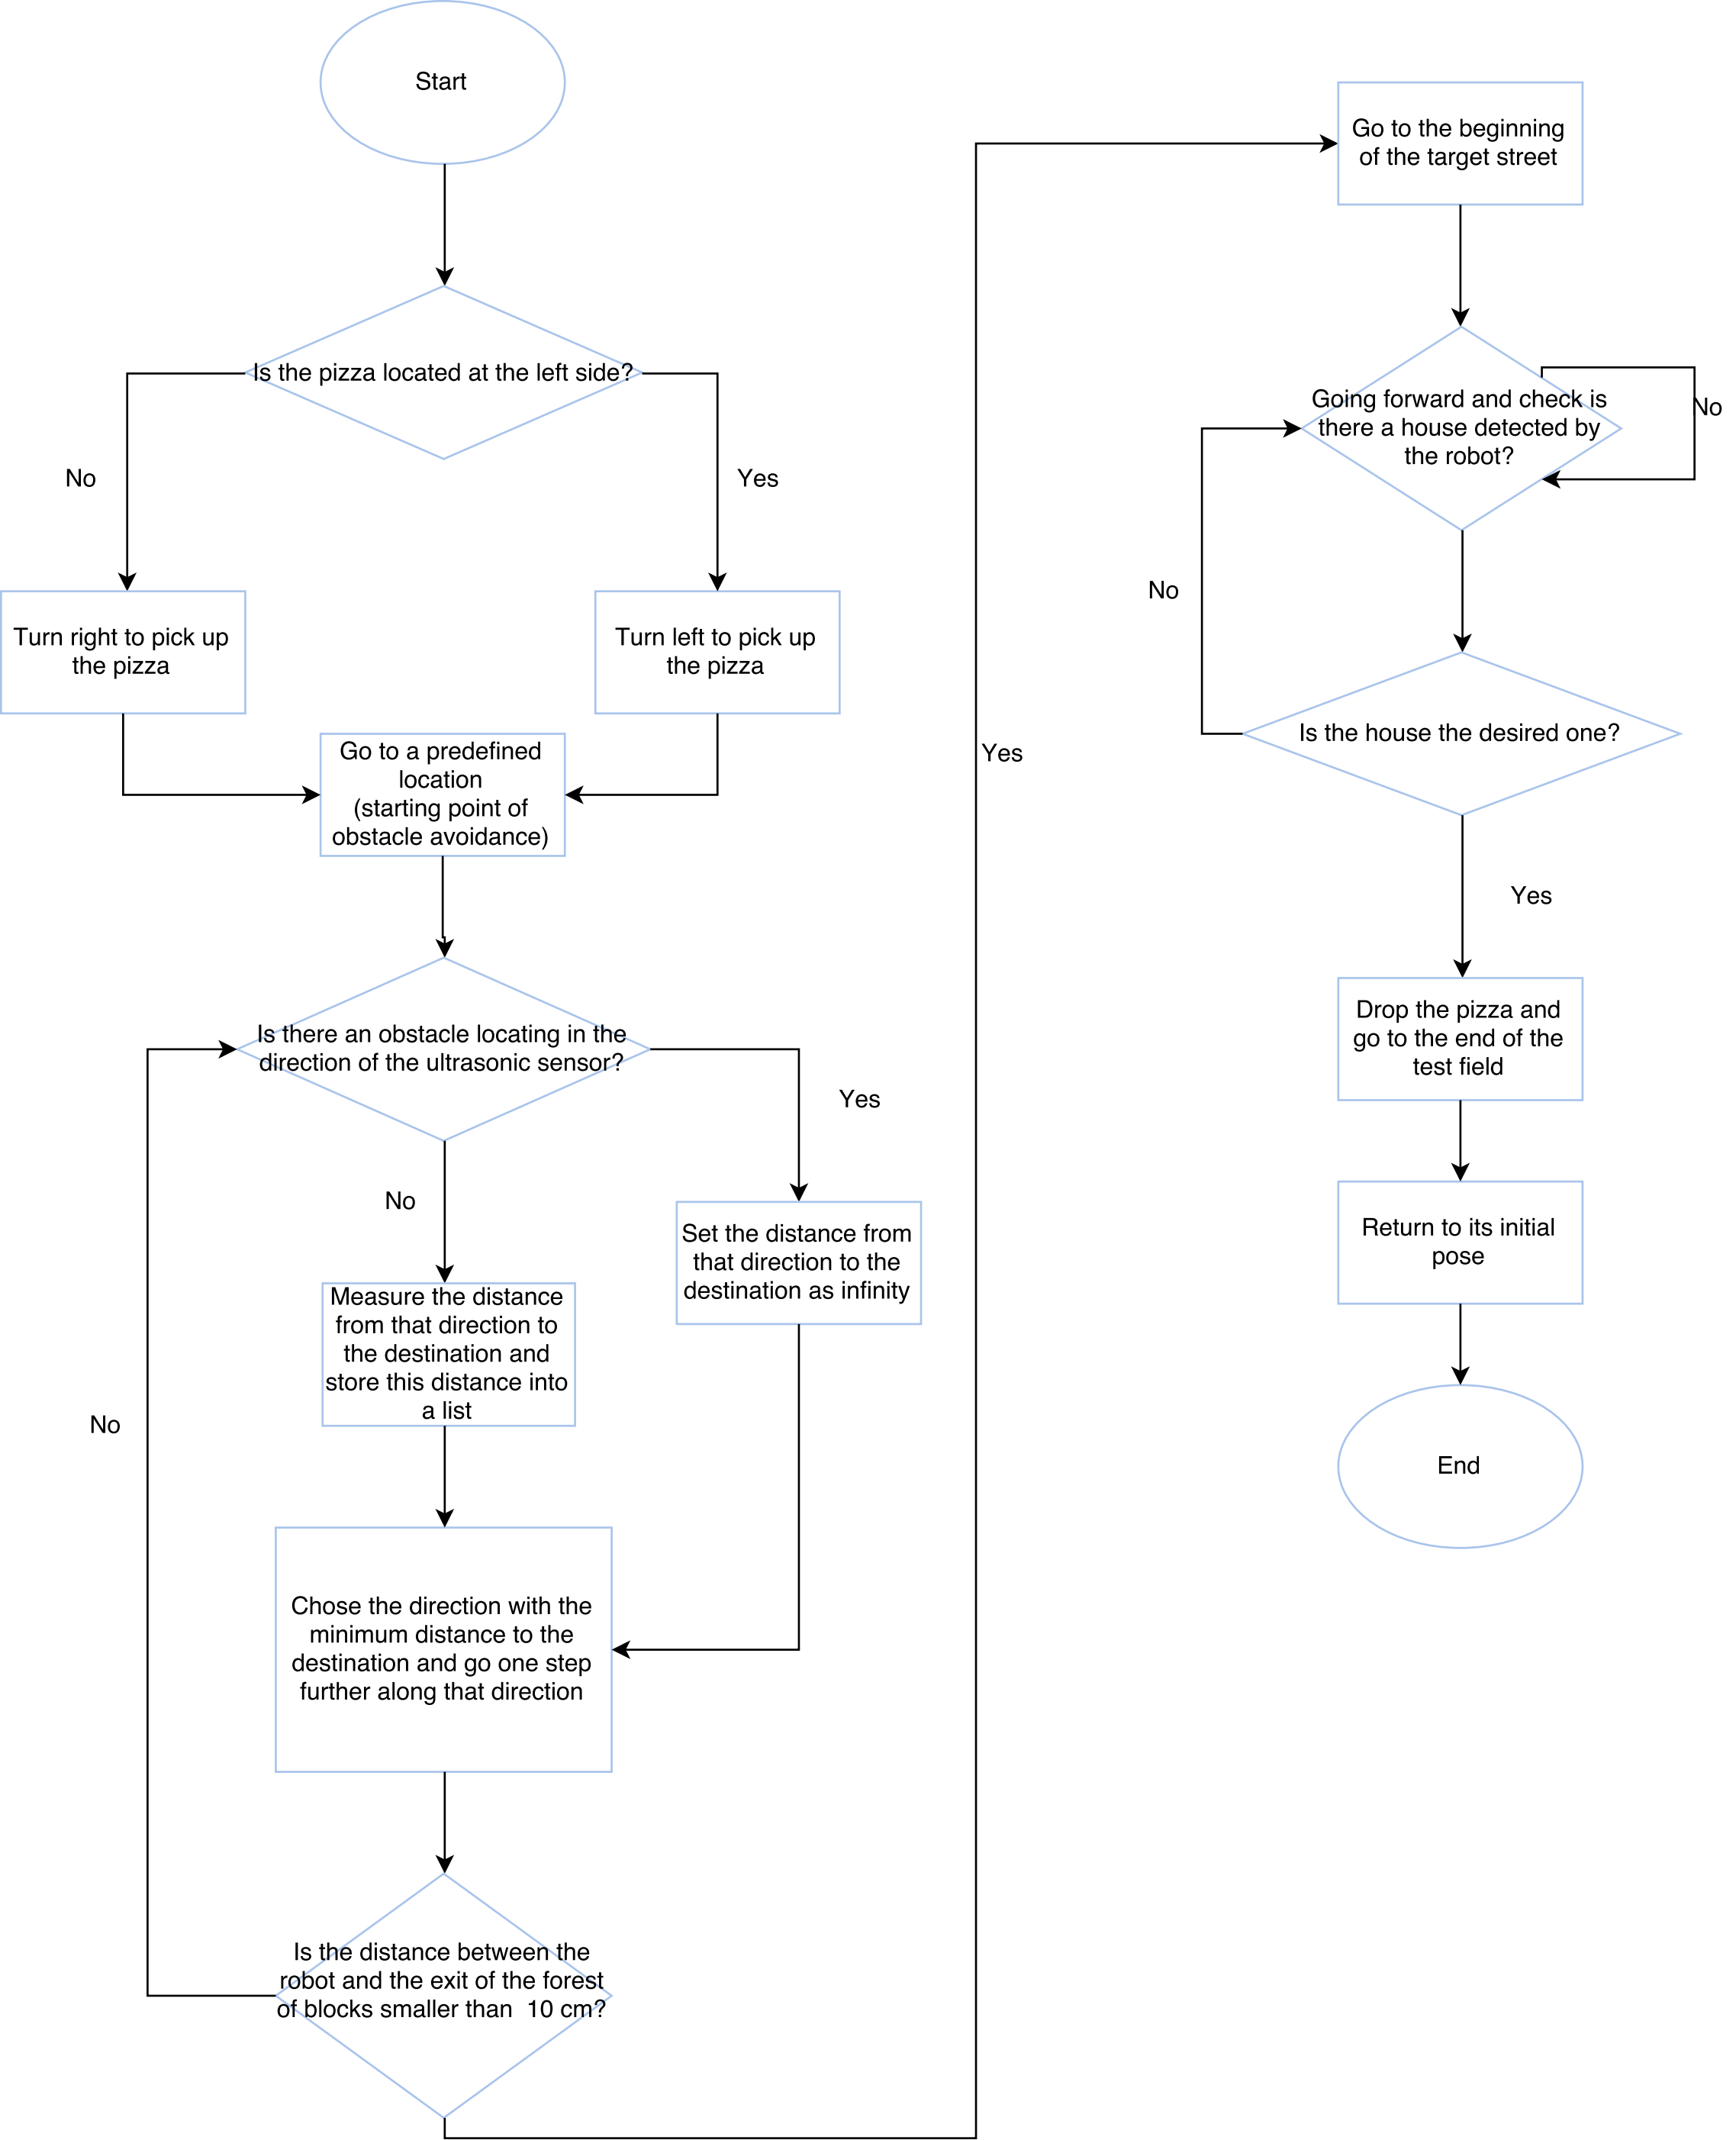 Start
Is the pizza located at the left side?
No
Yes
Turn right to pick up
the pizza
Turn left to pick up
the pizza
Go to a predefined
location
(starting point of
obstacle avoidance)
Is there an obstacle locating in the
direction of the ultrasonic sensor?
Yes
No
Set the distance from
that direction to the
destination as infinity
Measure the distance
from that direction to
the destination and
store this distance into
a list
No
Chose the direction with the
minimum distance to the
destination and go one step
further along that direction
Is the distance between the
robot and the exit of the forest
of blocks smaller than  10 cm?
Yes
Go to the beginning
of the target street
Going forward and check is
there a house detected by
the robot?
No
No
Is the house the desired one?
Yes
Drop the pizza and
go to the end of the
test field
Return to its initial
pose
End